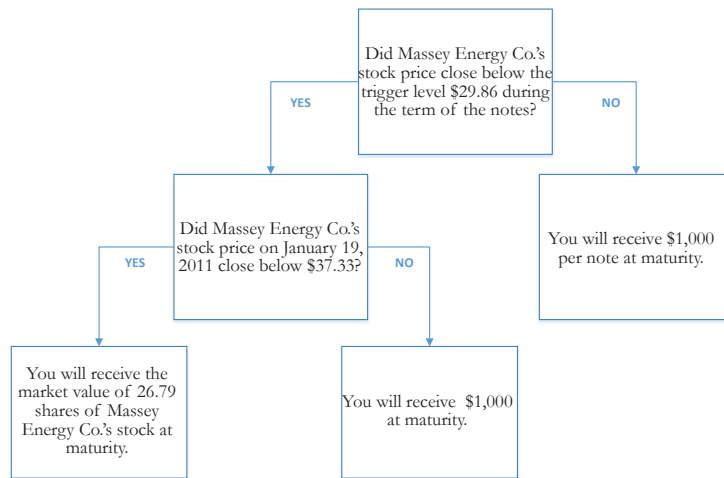 Did Massey Energy Co.'s
stock price close below the
trigger level $29.86 during
the term of the notes?
YES
NO
Did Massey Energy Co.'s
stock price on January 19,
2011 close below $37.33?
You will receive $1,000
per note at maturity.
YES
NO
You will receive the
market value of 26.79
shares of Massey
Energy Co.'s stock at
maturity.
You will receive $1,000
at maturity.